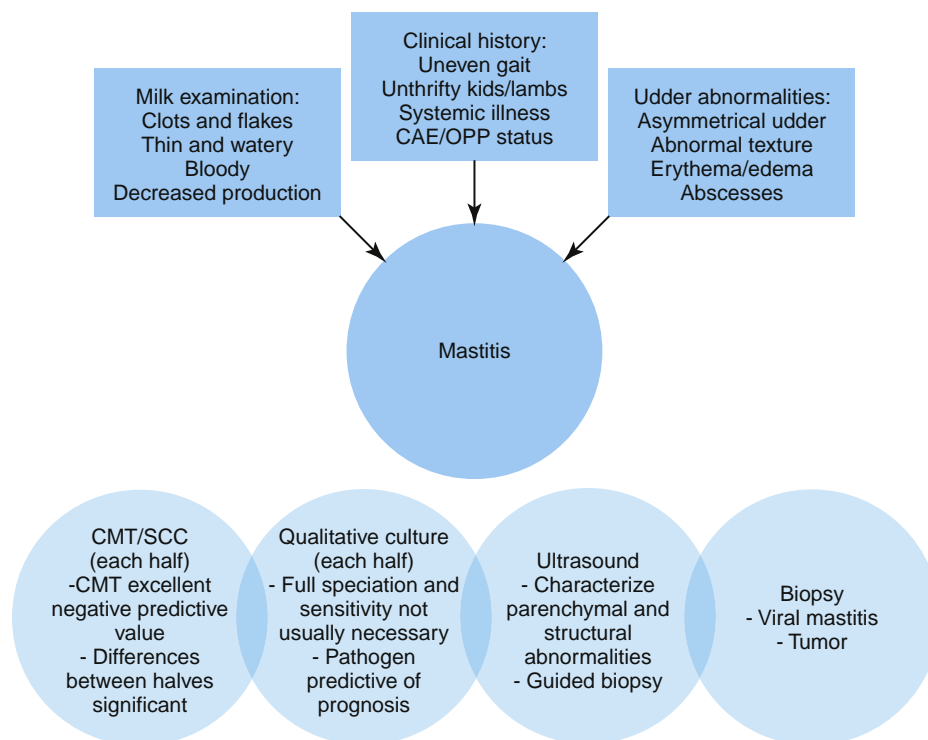 Milk examination:
Clots and flakes
Thin and watery
Bloody
Decreased production
Clinical history:
Uneven gait
Unthrifty kids/lambs
Systemic illness
CAE/OPP status
Udder abnormalities:
Asymmetrical udder
Abnormal texture
Erythema/edema
Abscesses
Mastitis
CMT/SCC
(each half)
-CMT excellent
negative predictive
value
- Differences
between halves
significant
Qualitative culture
(each half)
- Full speciation and
sensitivity not
usually necessary
- Pathogen
predictive of
prognosis
Ultrasound
- Characterize
parenchymal and
structural
abnormalities
- Guided biopsy
Biopsy
- Viral mastitis
- Tumor